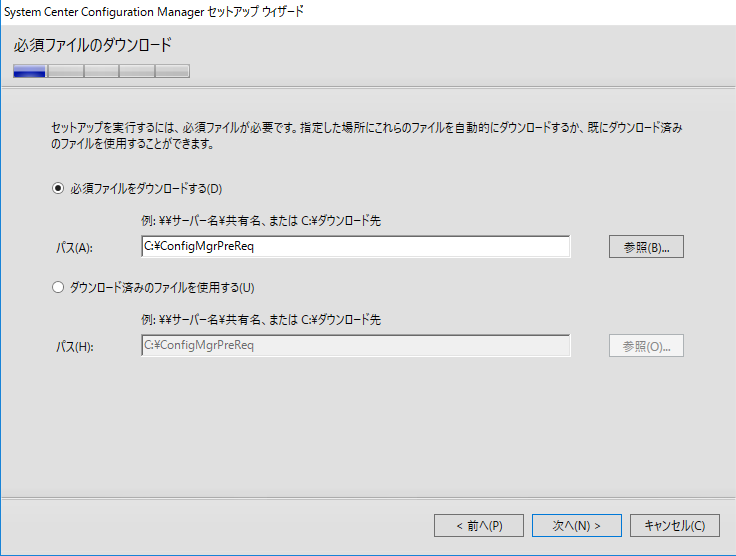 System Center Configuration Manager セットアップ ウィザード
必須ファイルのダウンロード
セットアップを実行するには、必須ファイルが必要です。指定した場所にこれらのファイルを自動的にダウンロードするか、既にダウンロード済み
のファイルを使用することができます。
必須ファイルをダウンロードする(D)
例: ¥¥サーバー名¥共有名、または C:¥ダウンロード先
パス(A): C:¥ConfigMgrPreReq 参照(B)...
ダウンロード済みのファイルを使用する(U)
例: ¥¥サーバー名¥共有名、または C:¥ダウンロード先
パス(H): C:¥ConfigMgrPreReq 参照(O)...
< 前へ(P) 次へ(N) > キャンセル(C)